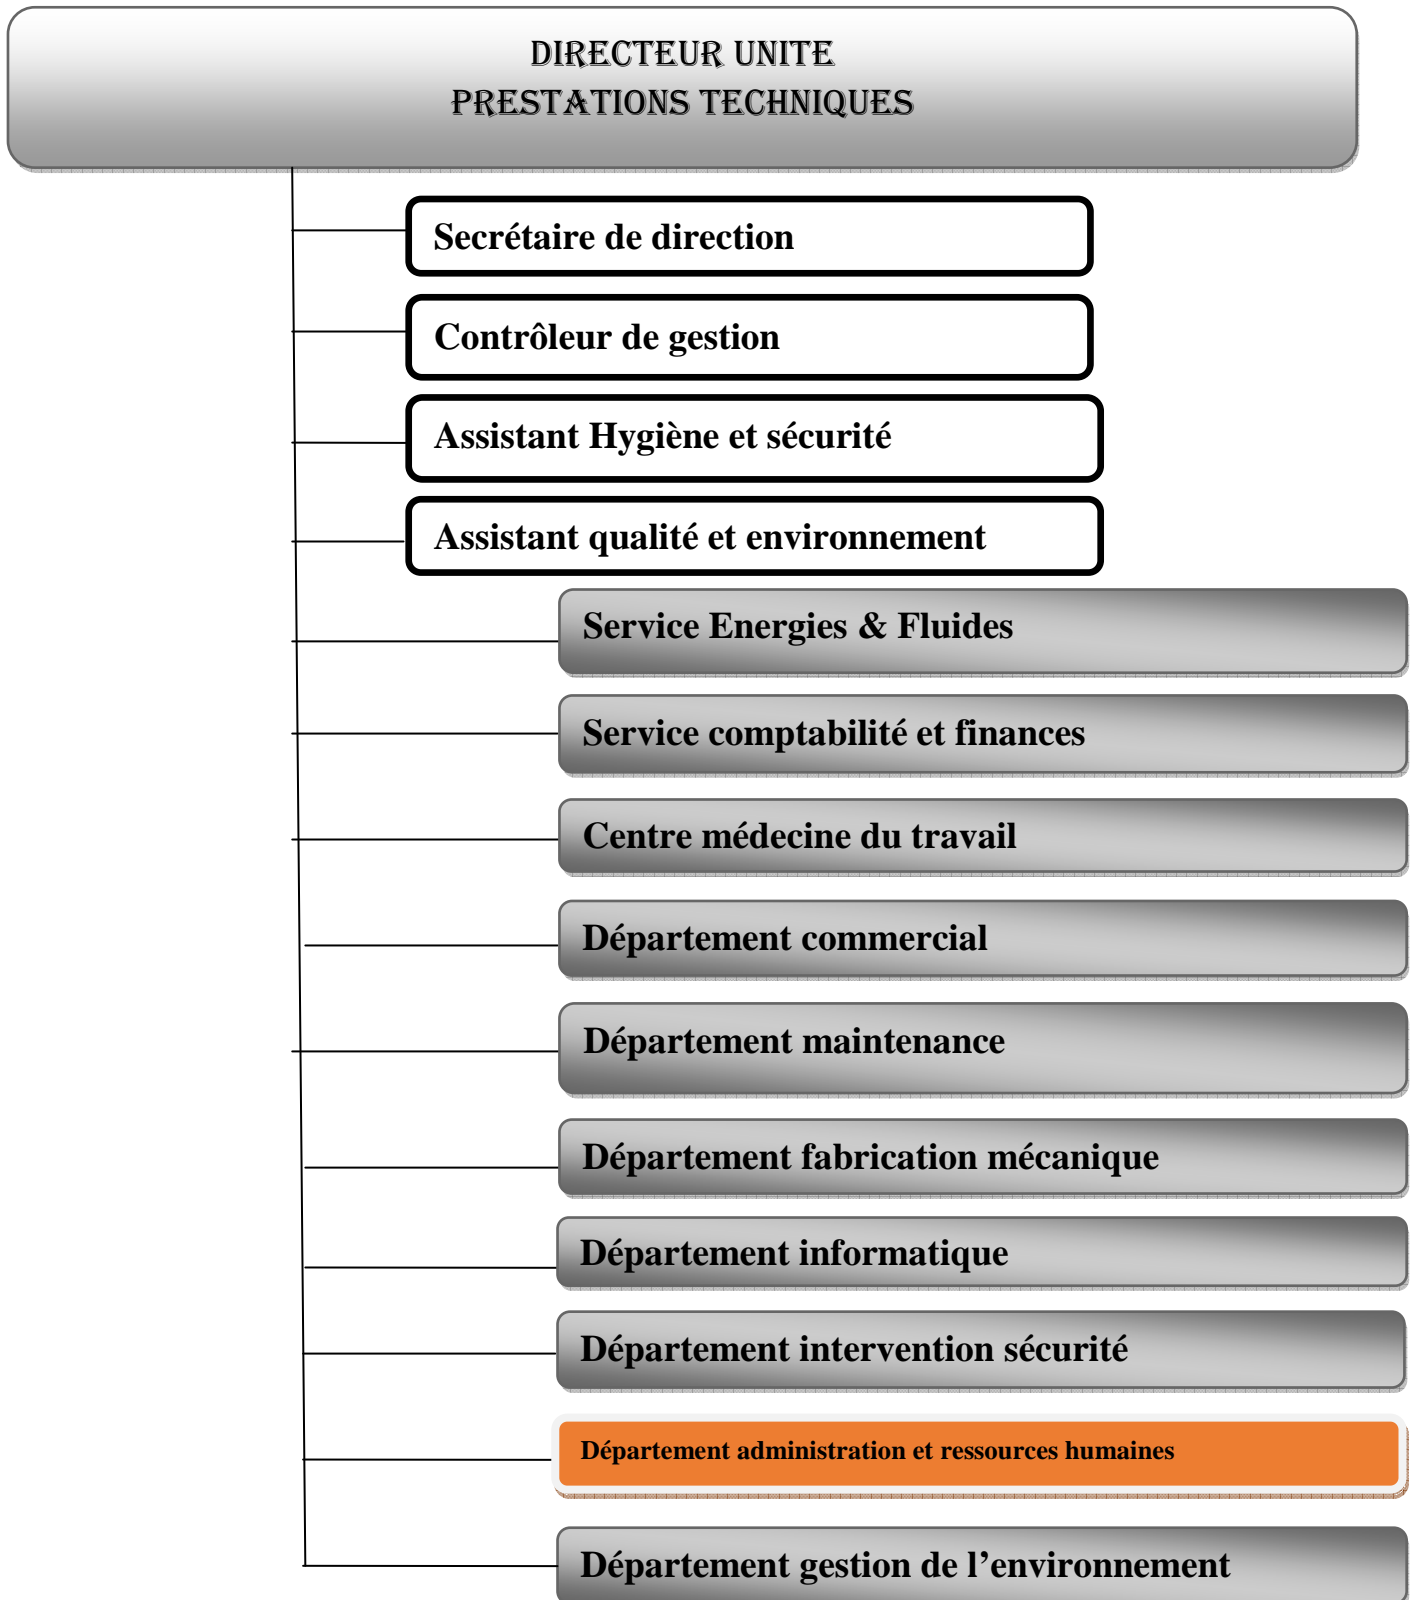 DIRECTEUR UNITE
PRESTATIONS TECHNIQUES
Secrétaire de direction
Contrôleur de gestion
Assistant Hygiène et sécurité
Assistant qualité et environnement
Service Energies & Fluides
Service comptabilité et finances
Centre médecine du travail
Département commercial
Département maintenance
Département fabrication mécanique
Département informatique
Département intervention sécurité
Département administration et ressources humaines
Département gestion de l’environnement